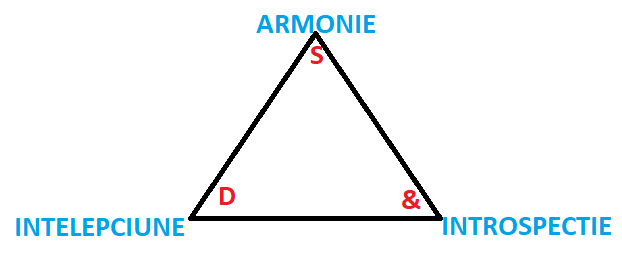 ARMONIE
S
D
&
INTELEPCIUNE
INTROSPECTIE